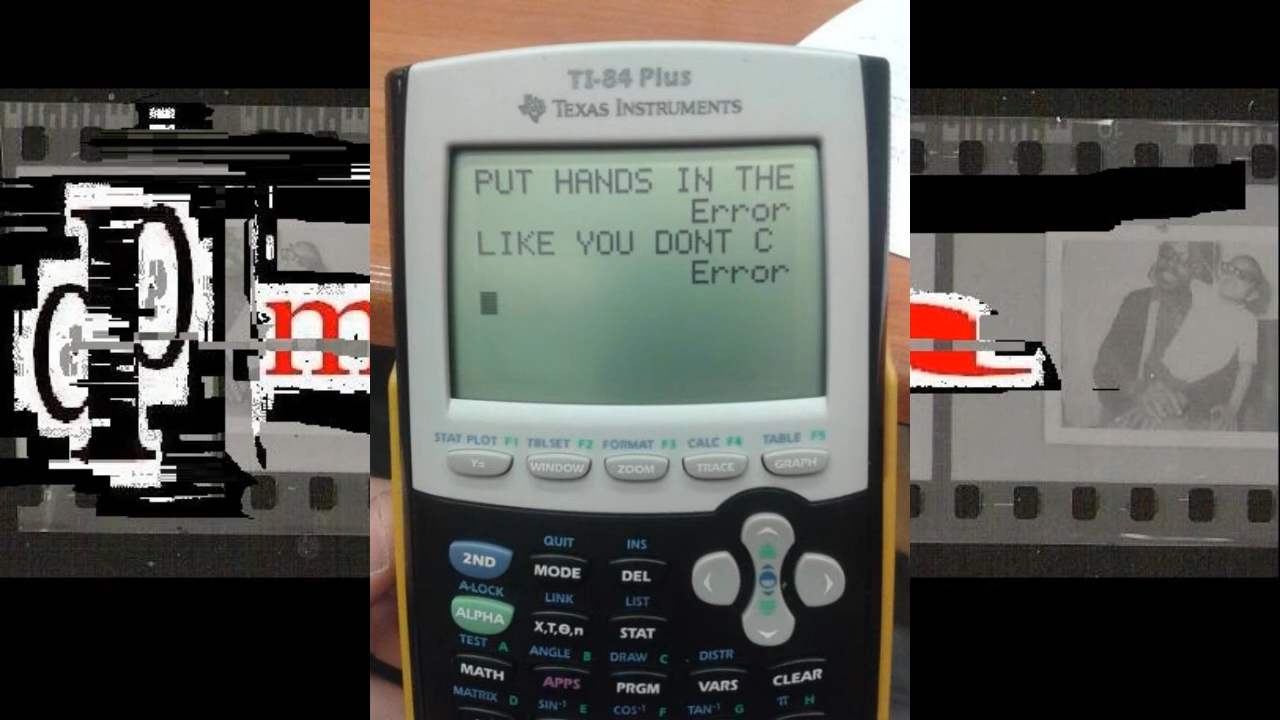 TI-84 Plus
TEXAS INSTRUMENTS
PUT HANDS IN THE
Error
LIKE YOU DONT C
Error
STAT PLOT F1 TBLSET F2 FORMAT F3 CALC F4 TABLE F5
Y= WINDOW ZOOM TRACE GRAPH
QUIT INS
2ND MODE DEL
A-LOCK LINK LIST
ALPHA X,T,Θ,n STAT
TEST A ANGLE B DRAW C DISTR
MATH APPS PRGM VARS CLEAR
MATRIX D SIN⁻¹ E COS⁻¹ F TAN⁻¹ G π H
m